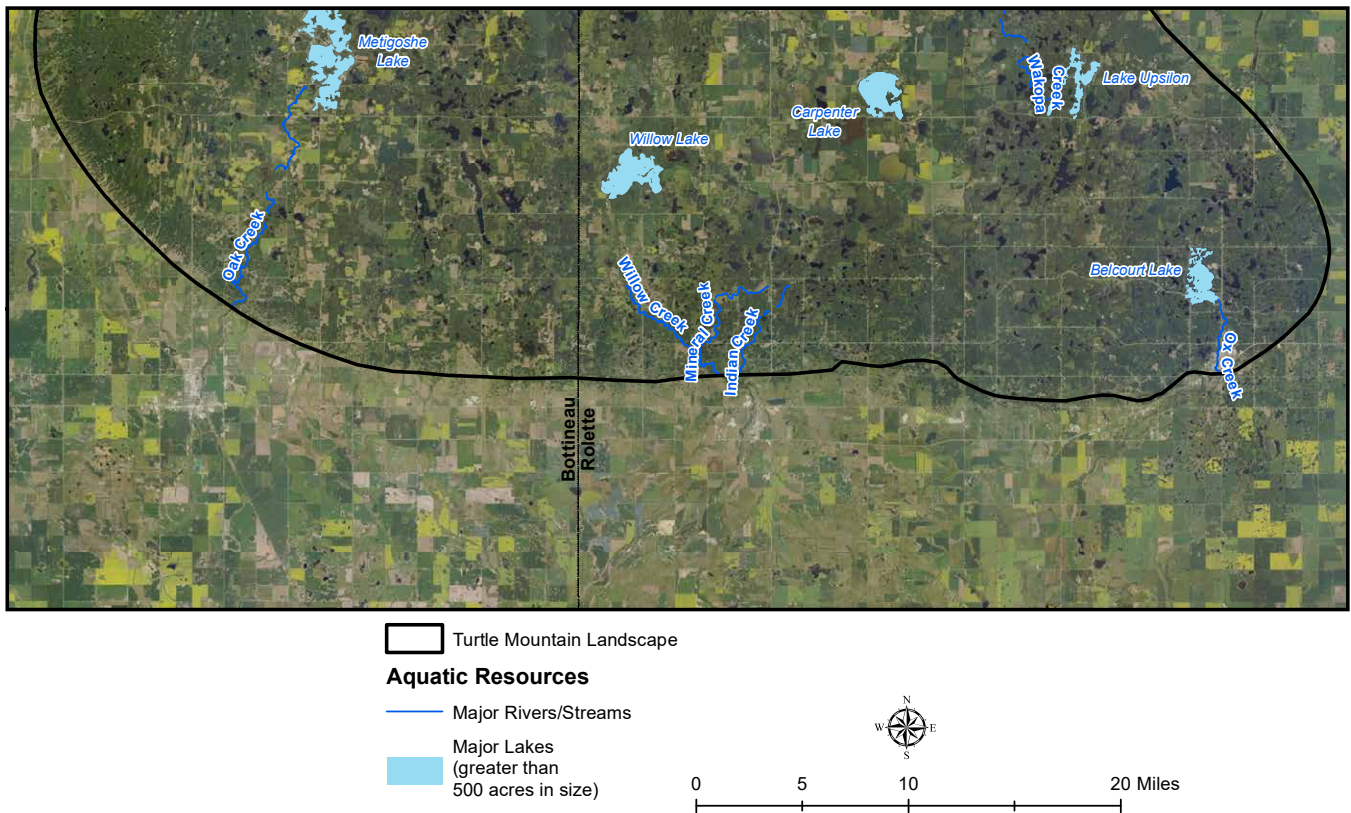 Metigoshe
Lake
Wakopa
Creek
Lake Upsilon
Carpenter
Lake
Willow Lake
Oak Creek
Willow Creek
Mineral Creek
Indian Creek
Belcourt Lake
Ox Creek
Bottineau
Rolette
Turtle Mountain Landscape
Aquatic Resources
Major Rivers/Streams
Major Lakes
(greater than
500 acres in size)
N
W E
S
0 5 10 20 Miles